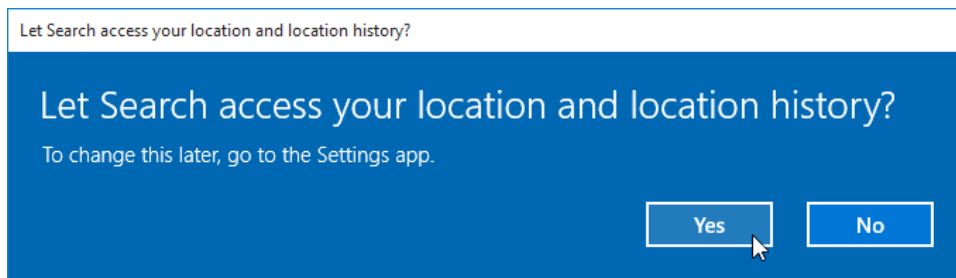 Let Search access your location and location history?
Let Search access your location and location history?
To change this later, go to the Settings app.
Yes No